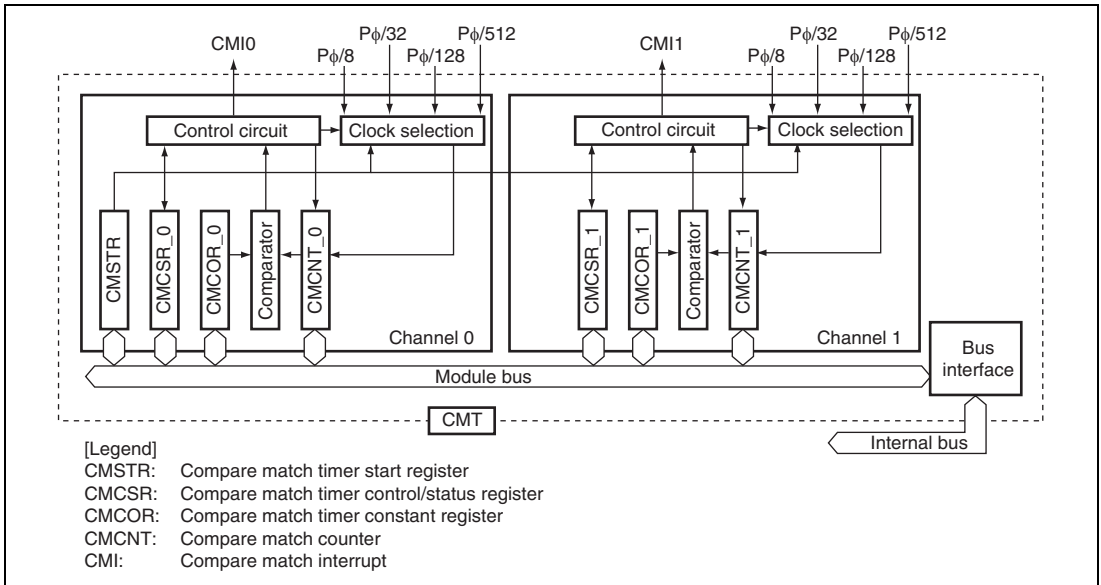 CMI0
Pϕ/8
Pϕ/32
Pϕ/128
Pϕ/512
CMI1
Pϕ/8
Pϕ/32
Pϕ/128
Pϕ/512
Control circuit
Clock selection
Control circuit
Clock selection
CMSTR
CMCSR_0
CMCOR_0
Comparator
CMCNT_0
Channel 0
CMCSR_1
CMCOR_1
Comparator
CMCNT_1
Channel 1
Bus
interface
Module bus
CMT
Internal bus
[Legend]
CMSTR: Compare match timer start register
CMCSR: Compare match timer control/status register
CMCOR: Compare match timer constant register
CMCNT: Compare match counter
CMI: Compare match interrupt